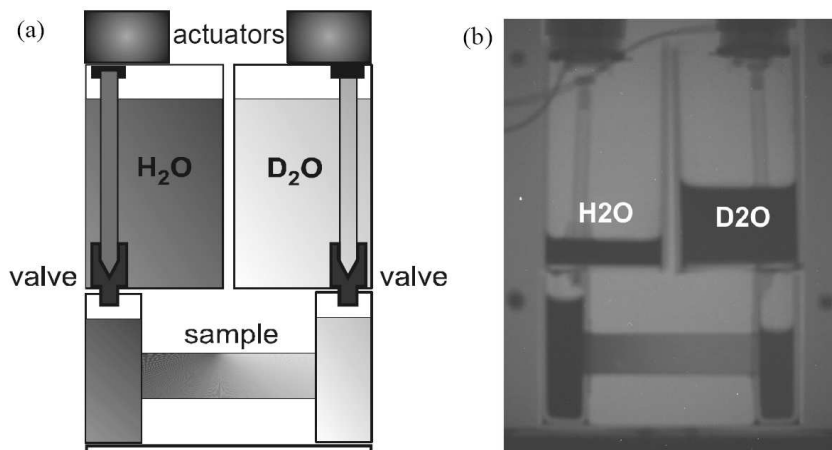 (a)
actuators
H₂O
D₂O
valve
valve
sample
(b)
H2O
D2O